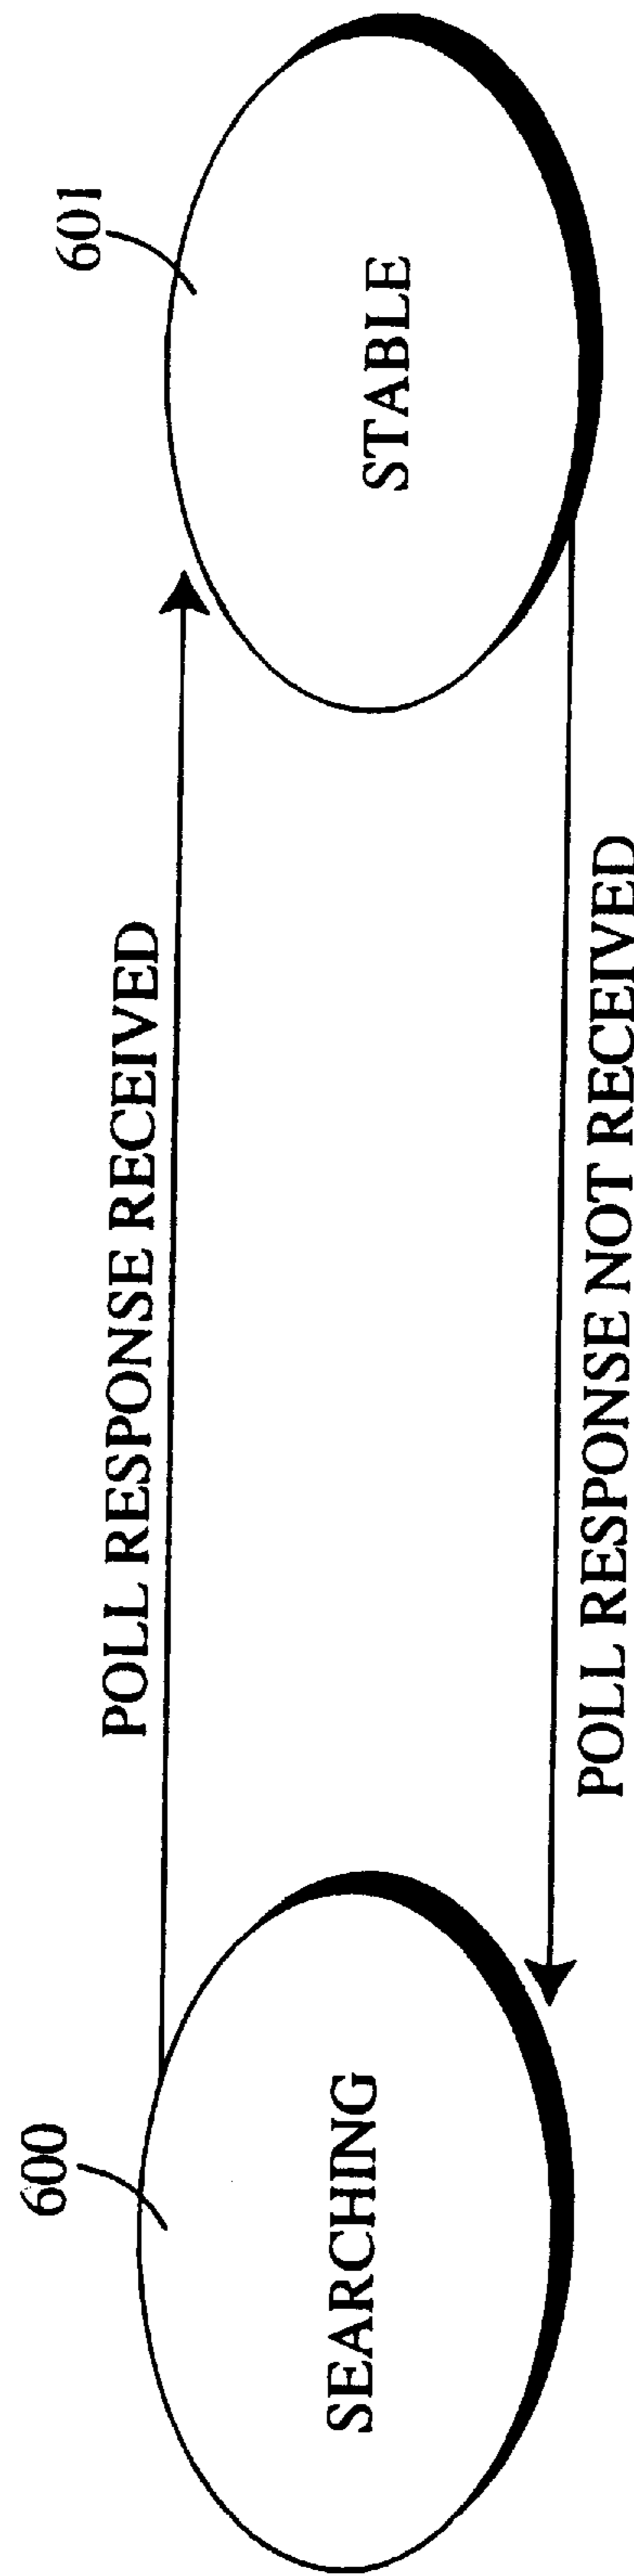 600
SEARCHING
POLL RESPONSE RECEIVED
POLL RESPONSE NOT RECEIVED
601
STABLE